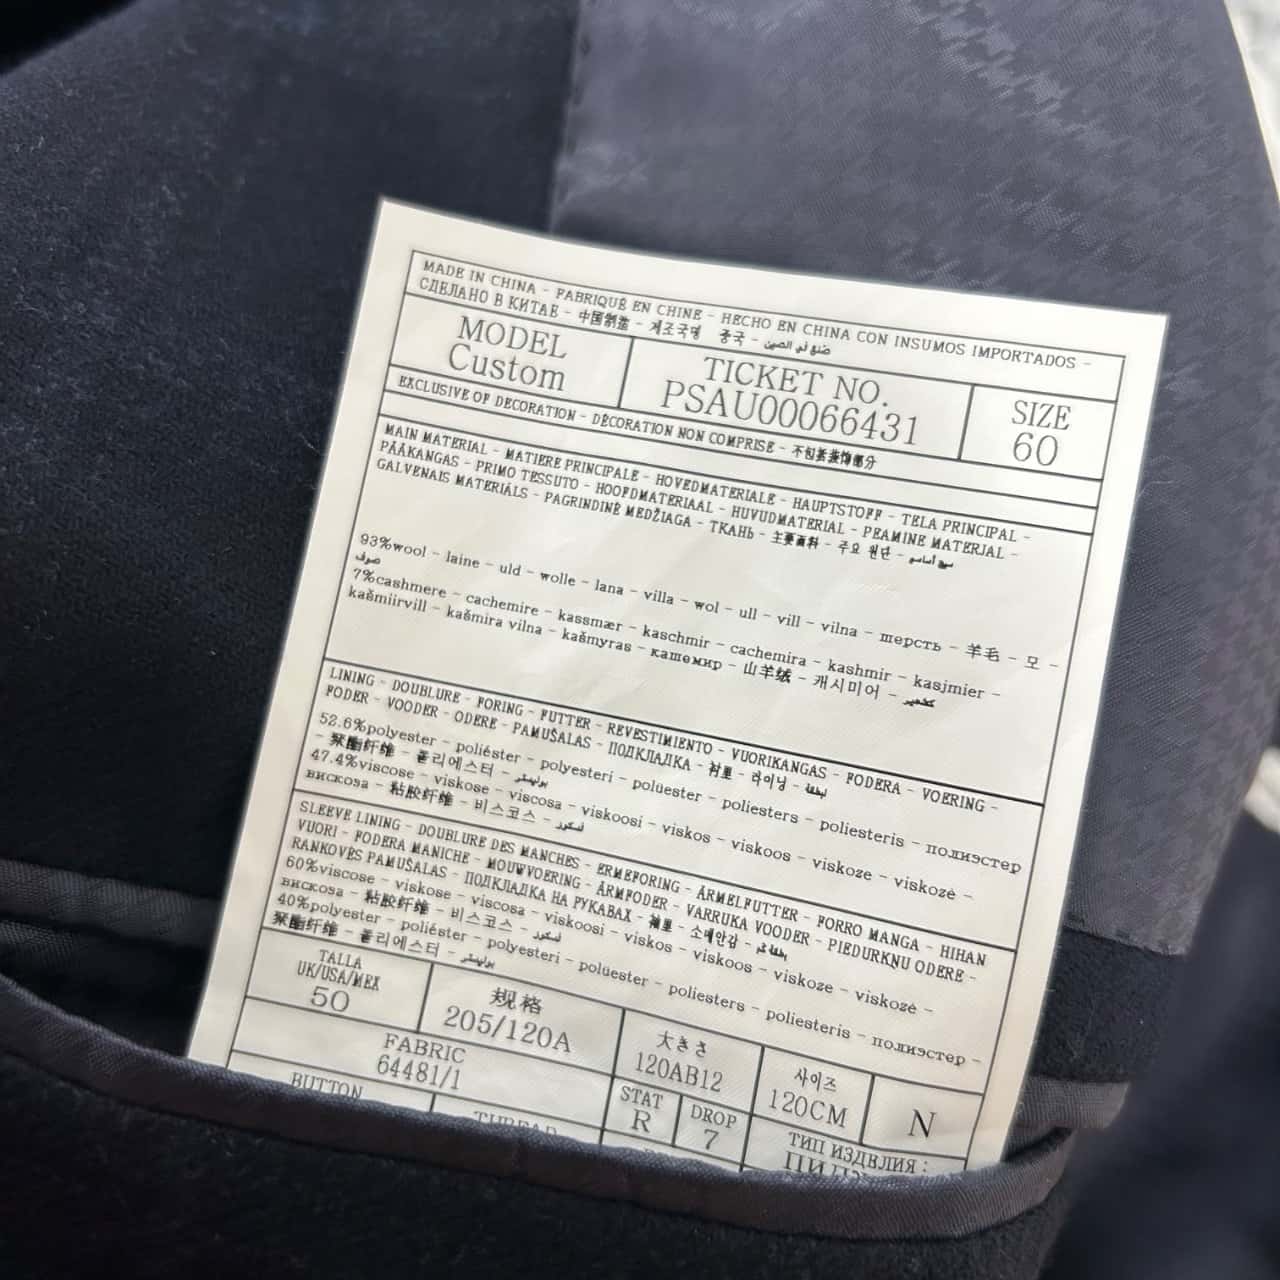 MADE IN CHINA - FABRIQUÉ EN CHINE - HECHO EN CHINA CON INSUMOS IMPORTADOS -
СДЕЛАНО В КИТАЕ - 中国制造 - 제조국명 중국 - صنع في الصين
MODEL
Custom
TICKET NO.
PSAU00066431
SIZE
60
EXCLUSIVE OF DECORATION - DÉCORATION NON COMPRISE - 不包括装饰部分
MAIN MATERIAL - MATIERE PRINCIPALE - HOVEDMATERIALE - HAUPTSTOFF - TELA PRINCIPAL -
PÄÄKANGAS - PRIMO TESSUTO - HOOFDMATERIAAL - HUVUDMATERIAL - PEAMINE MATERJAL -
GALVENAIS MATERIĀLS - PAGRINDINĖ MEDŽIAGA - ТКАНЬ - 主要面料 - 주요 원단 - نسيج أساسي
93%wool - laine - uld - wolle - lana - villa - wol - ull - vill - vilna - шерсть - 羊毛 - 모 -
صوف
7%cashmere - cachemire - kassmær - kaschmir - cachemira - kashmir - kasjmier -
kašmiirvill - kašmira vilna - kašmyras - кашемир - 山羊绒 - 캐시미어 - كشمير
LINING - DOUBLURE - FORING - FUTTER - REVESTIMIENTO - VUORIKANGAS - FODERA - VOERING -
FODER - VOODER - ODERE - PAMUŠALAS - ПОДКЛАДКА - 衬里 - 라이닝 -
52.6%polyester - poliéster - polyesteri - polüester - poliesters - poliesteris - полиэстер
- 聚酯纤维 - 폴리에스터 - بوليستر
47.4%viscose - viskose - viscosa - viskoosi - viskos - viskoos - viskoze - viskozė -
вискоза - 粘胶纤维 - 비스코스 - فسكوز
SLEEVE LINING - DOUBLURE DES MANCHES - ERMEFORING - ÄRMELFUTTER - FORRO MANGA - HIHAN
VUORI - FODERA MANICHE - MOUWVOERING - ÄRMFODER - VARRUKA VOODER - PIEDURKŅU ODERE -
RANKOVĖS PAMUŠALAS - ПОДКЛАДКА НА РУКАВАХ - 袖里 - 소매안감 -
60%viscose - viskose - viscosa - viskoosi - viskos - viskoos - viskoze - viskozė -
вискоза - 粘胶纤维 - 비스코스 - فسكوز
40%polyester - poliéster - polyesteri - polüester - poliesters - poliesteris - полиэстер -
聚酯纤维 - 폴리에스터 - بوليستر
TALLA
UK/USA/MEX
50
规格
205/120A
大きさ
120AB12
사이즈
120CM
N
FABRIC
64481/1
STAT
R
DROP
7
BUTTON
THREAD
ТИП ИЗДЕЛИЯ :